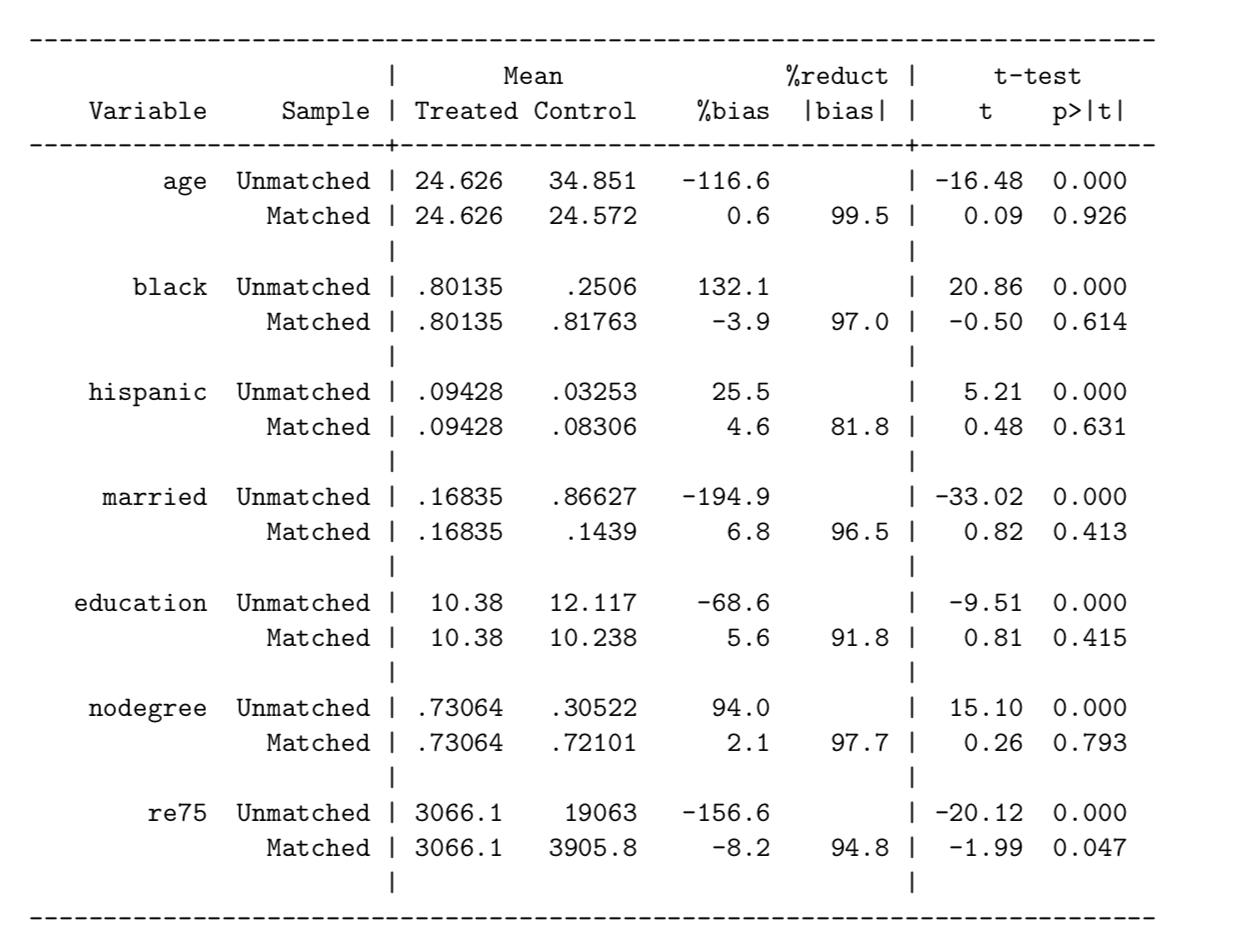 ------------------------------------------------------------------------------
                        |       Mean               %reduct |     t-test
    Variable     Sample | Treated Control    %bias  |bias| |    t    p>|t|
------------------------+----------------------------------+----------------
         age  Unmatched | 24.626   34.851   -116.6         | -16.48  0.000
                Matched | 24.626   24.572      0.6    99.5 |   0.09  0.926
                        |                                  |
       black  Unmatched | .80135    .2506    132.1         |  20.86  0.000
                Matched | .80135   .81763     -3.9    97.0 |  -0.50  0.614
                        |                                  |
    hispanic  Unmatched | .09428   .03253     25.5         |   5.21  0.000
                Matched | .09428   .08306      4.6    81.8 |   0.48  0.631
                        |                                  |
     married  Unmatched | .16835   .86627   -194.9         | -33.02  0.000
                Matched | .16835    .1439      6.8    96.5 |   0.82  0.413
                        |                                  |
   education  Unmatched |  10.38   12.117    -68.6         |  -9.51  0.000
                Matched |  10.38   10.238      5.6    91.8 |   0.81  0.415
                        |                                  |
    nodegree  Unmatched | .73064   .30522     94.0         |  15.10  0.000
                Matched | .73064   .72101      2.1    97.7 |   0.26  0.793
                        |                                  |
        re75  Unmatched | 3066.1    19063   -156.6         | -20.12  0.000
                Matched | 3066.1   3905.8     -8.2    94.8 |  -1.99  0.047
                        |                                  |
------------------------------------------------------------------------------